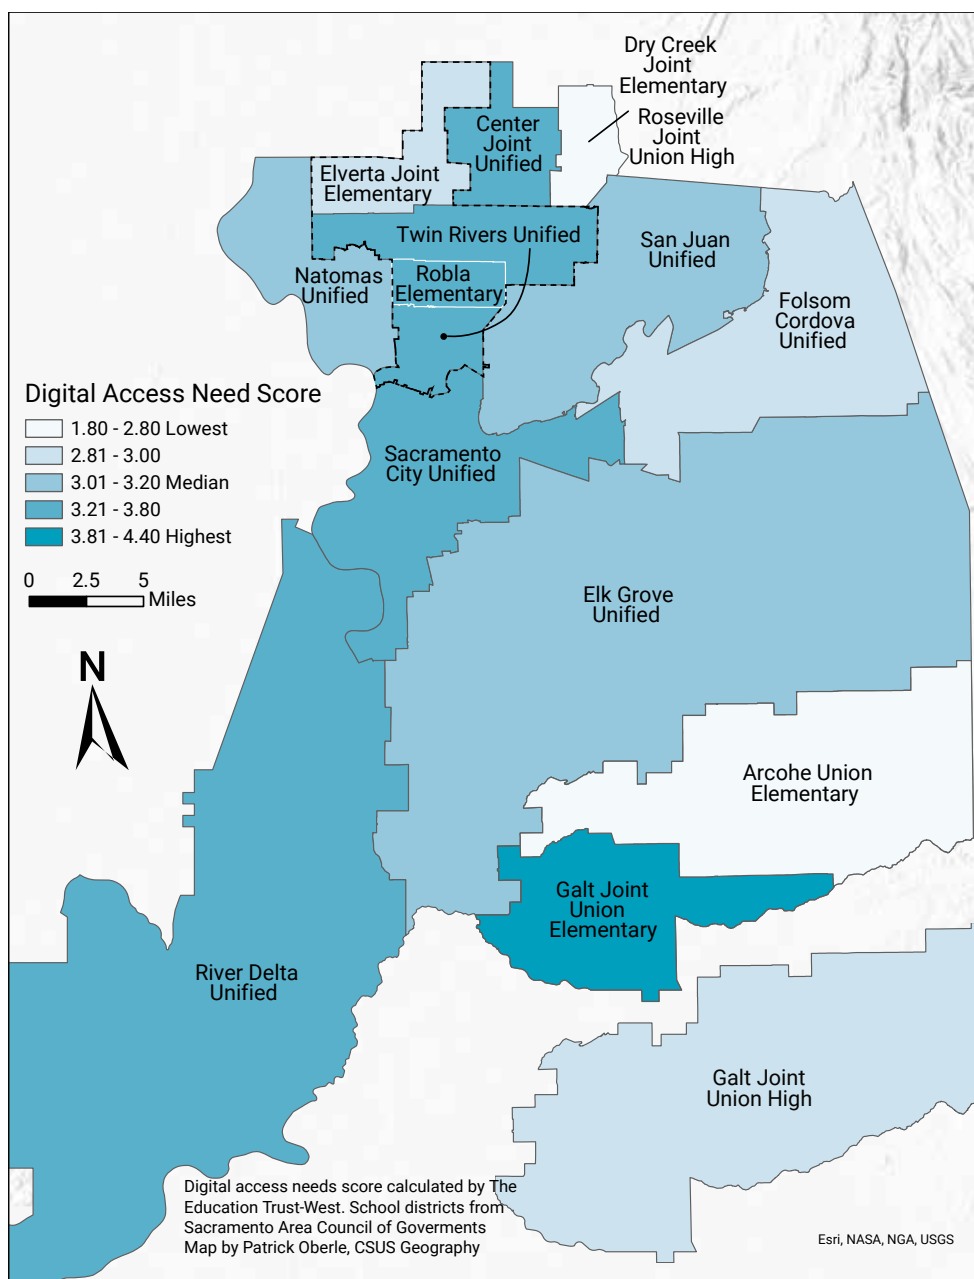 Dry Creek
Joint
Elementary
Roseville
Joint
Union High
Center
Joint
Unified
Elverta Joint
Elementary
Twin Rivers Unified
San Juan
Unified
Natomas
Unified
Robla
Elementary
Folsom
Cordova
Unified
Digital Access Need Score
1.80 - 2.80 Lowest
2.81 - 3.00
3.01 - 3.20 Median
3.21 - 3.80
3.81 - 4.40 Highest
0 2.5 5
Miles
N
Sacramento
City Unified
Elk Grove
Unified
Arcohe Union
Elementary
Galt Joint
Union
Elementary
River Delta
Unified
Galt Joint
Union High
Digital access needs score calculated by The
Education Trust-West. School districts from
Sacramento Area Council of Goverments
Map by Patrick Oberle, CSUS Geography
Esri, NASA, NGA, USGS